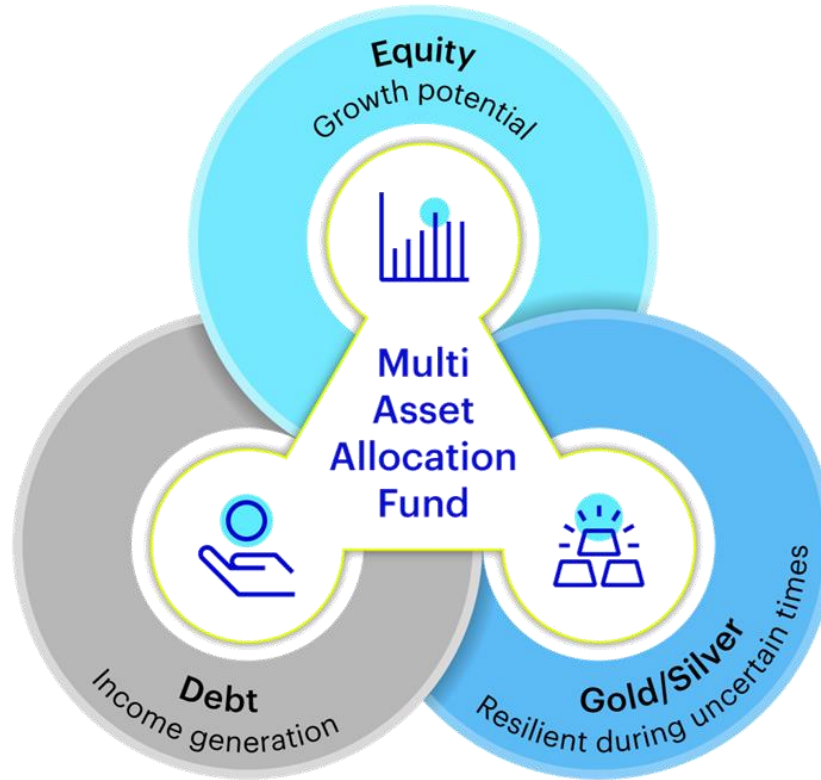 Equity
Growth potential
Multi
Asset
Allocation
Fund
Debt
Income generation
Gold/Silver
Resilient during uncertain times